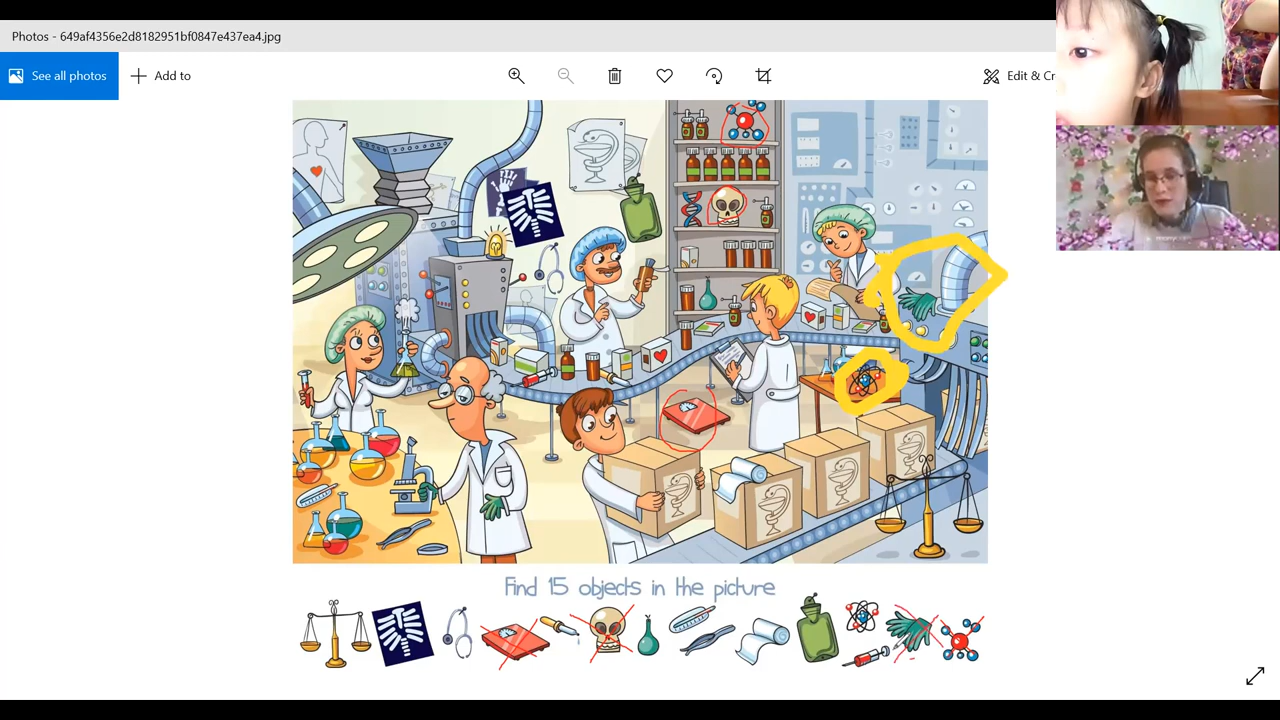 Photos - 649af4356e2d8182951bf0847e437ea4.jpg
See all photos
Add to
Edit & Cr
Find 15 objects in the picture